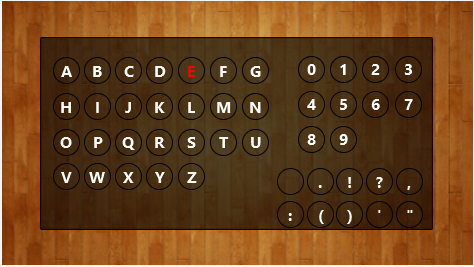 A B C D E F G
H I J K L M N
O P Q R S T U
V W X Y Z
0 1 2 3
4 5 6 7
8 9
. ! ? ,
: ( ) ' "